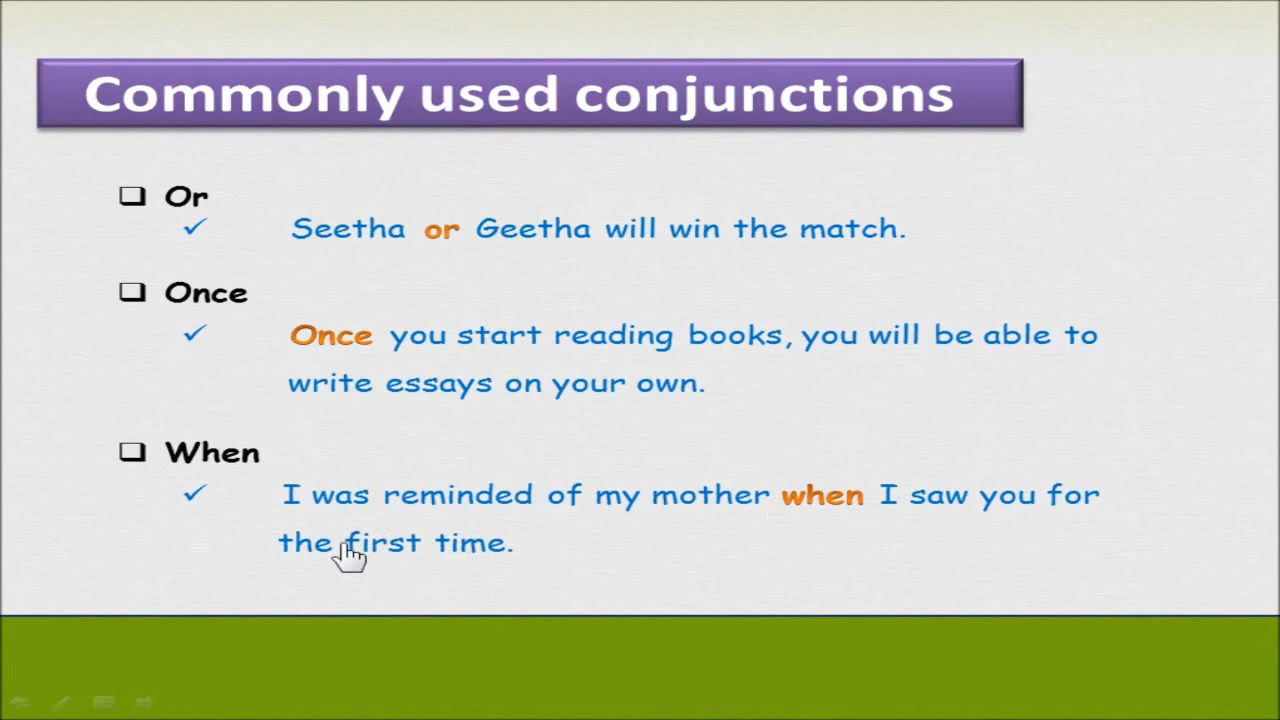 Commonly used conjunctions
Or
Seetha or Geetha will win the match.
Once
Once you start reading books, you will be able to
write essays on your own.
When
I was reminded of my mother when I saw you for
the first time.